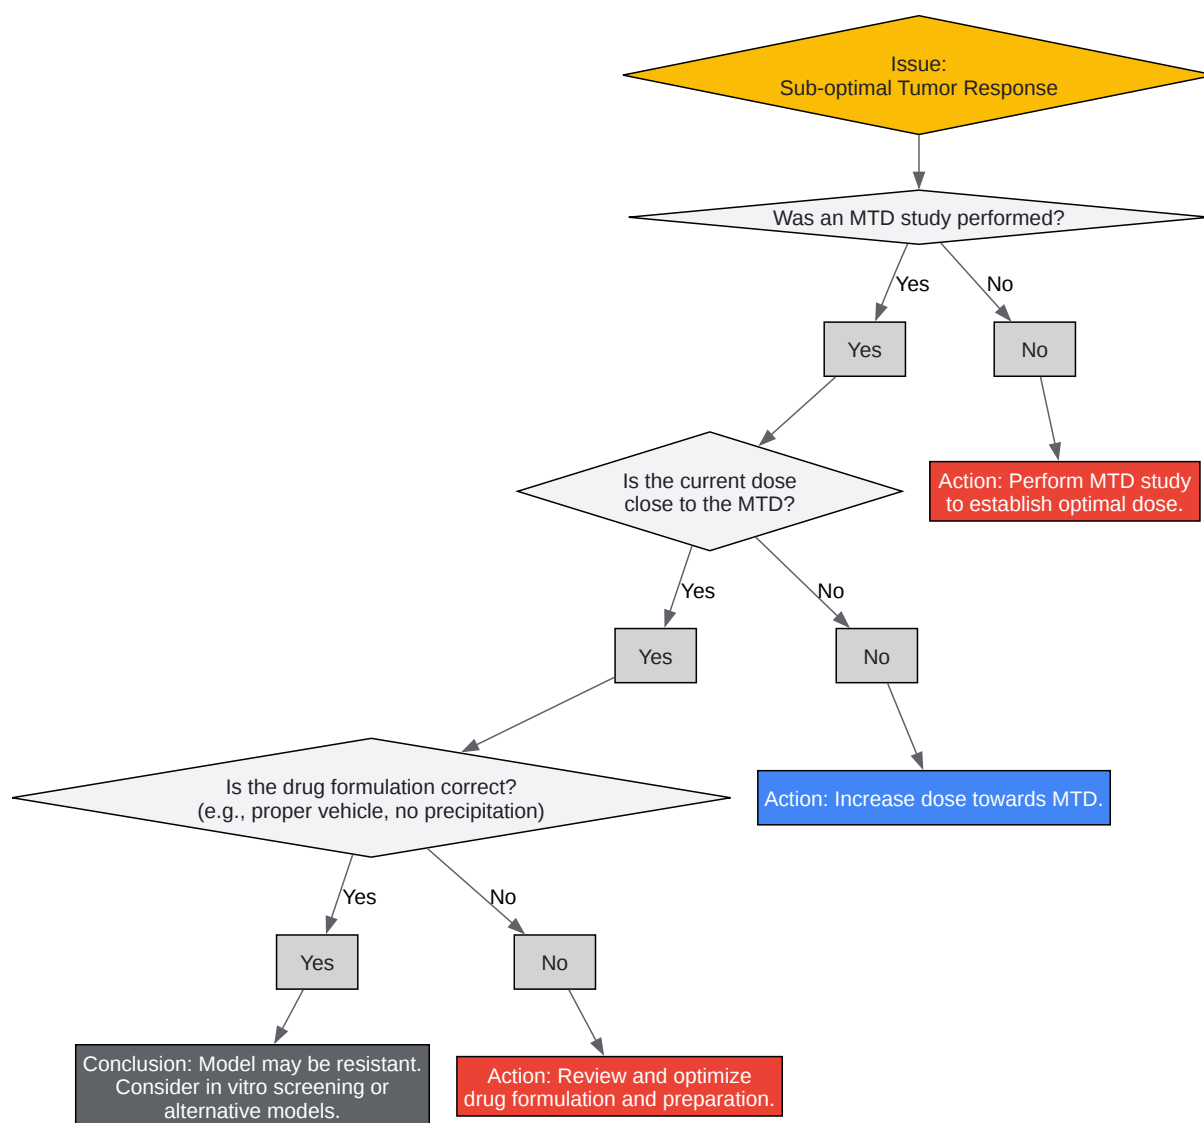 Issue:
Sub-optimal Tumor Response
Was an MTD study performed?
Yes
No
Yes
No
Is the current dose
close to the MTD?
Action: Perform MTD study
to establish optimal dose.
Yes
No
Yes
No
Is the drug formulation correct?
(e.g., proper vehicle, no precipitation)
Action: Increase dose towards MTD.
Yes
No
Yes
No
Conclusion: Model may be resistant.
Consider in vitro screening or
alternative models.
Action: Review and optimize
drug formulation and preparation.